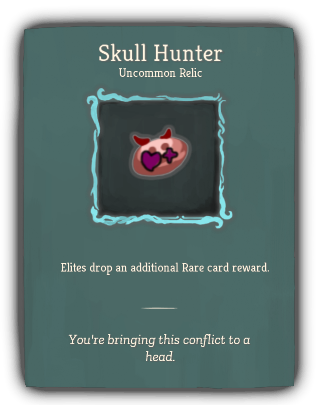 Skull Hunter
Uncommon Relic
Elites drop an additional Rare card reward.
You're bringing this conflict to a
head.